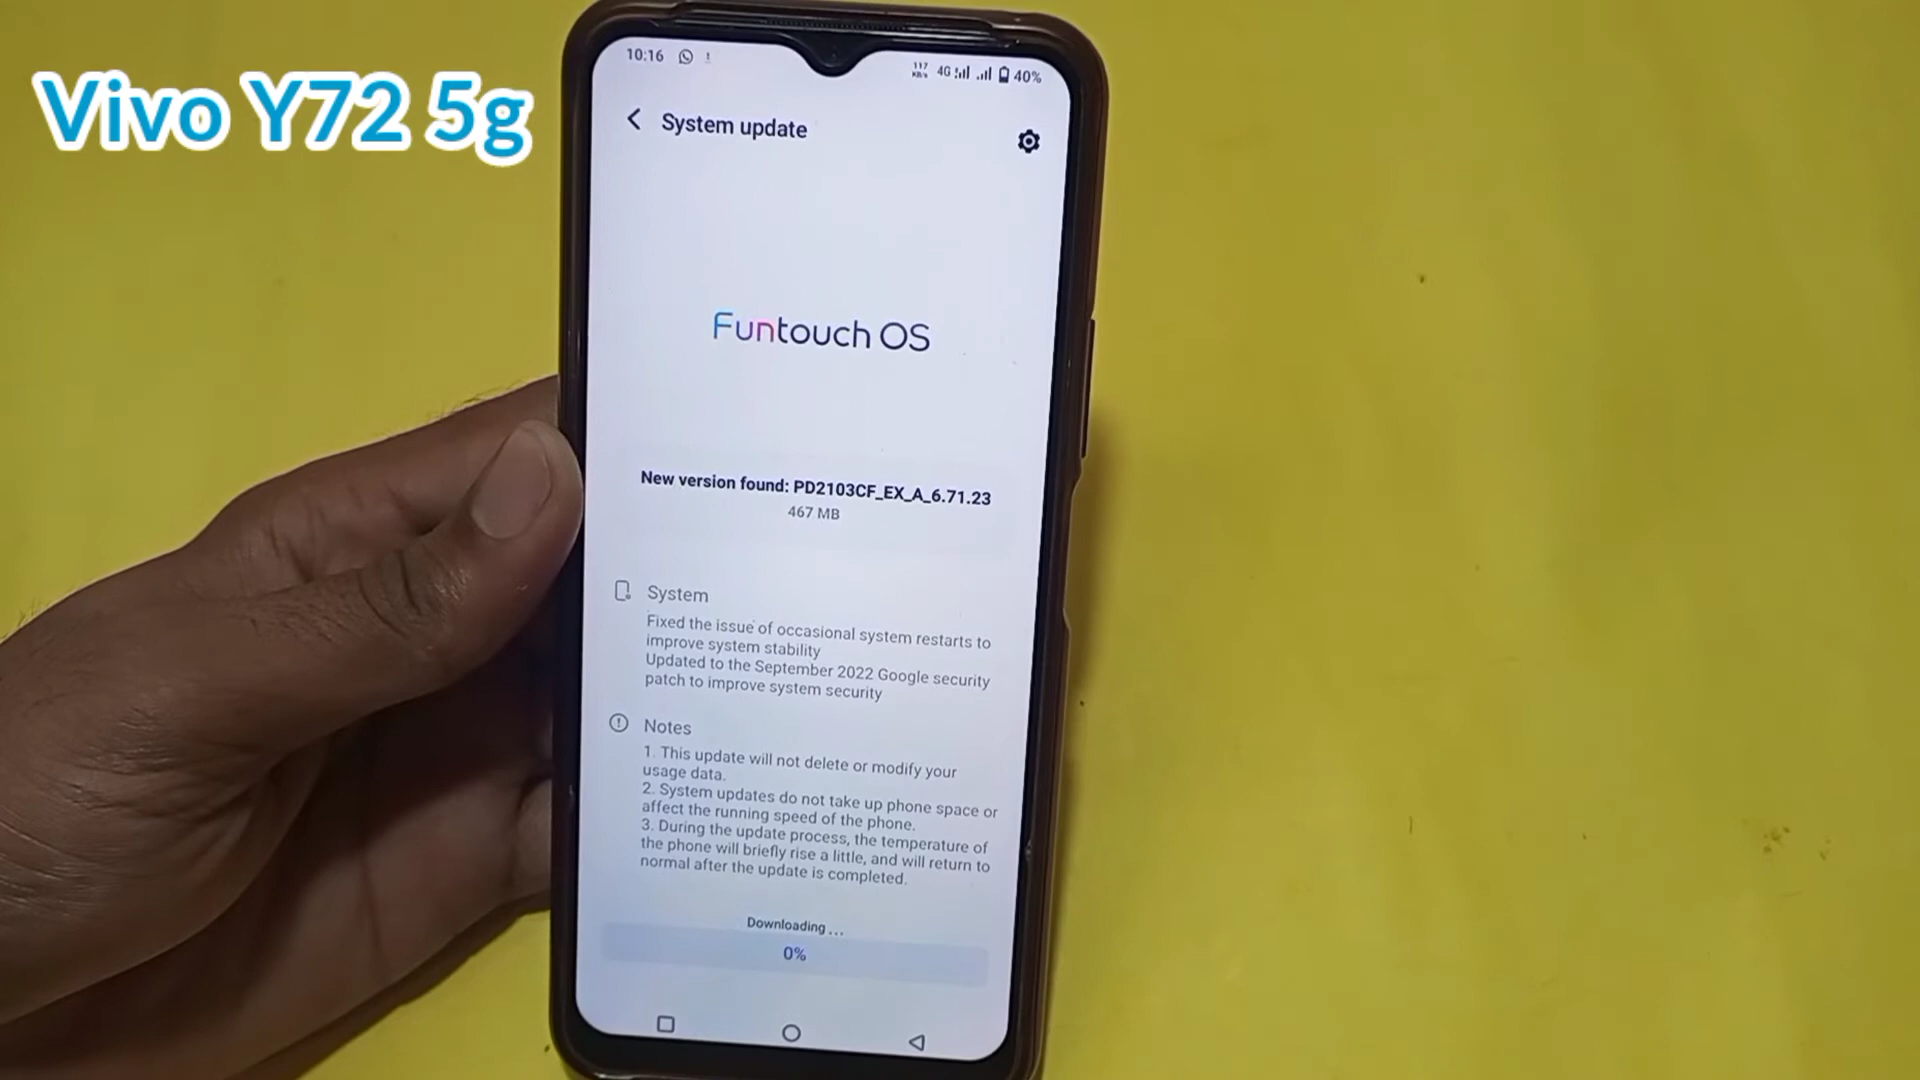 Vivo Y72 5g
10:16
117
KB/s
4G
40%
System update
Funtouch OS
New version found: PD2103CF_EX_A_6.71.23
467 MB
System
Fixed the issue of occasional system restarts to
improve system stability
Updated to the September 2022 Google security
patch to improve system security
Notes
1. This update will not delete or modify your
usage data.
2. System updates do not take up phone space or
affect the running speed of the phone.
3. During the update process, the temperature of
the phone will briefly rise a little, and will return to
normal after the update is completed.
Downloading ...
0%